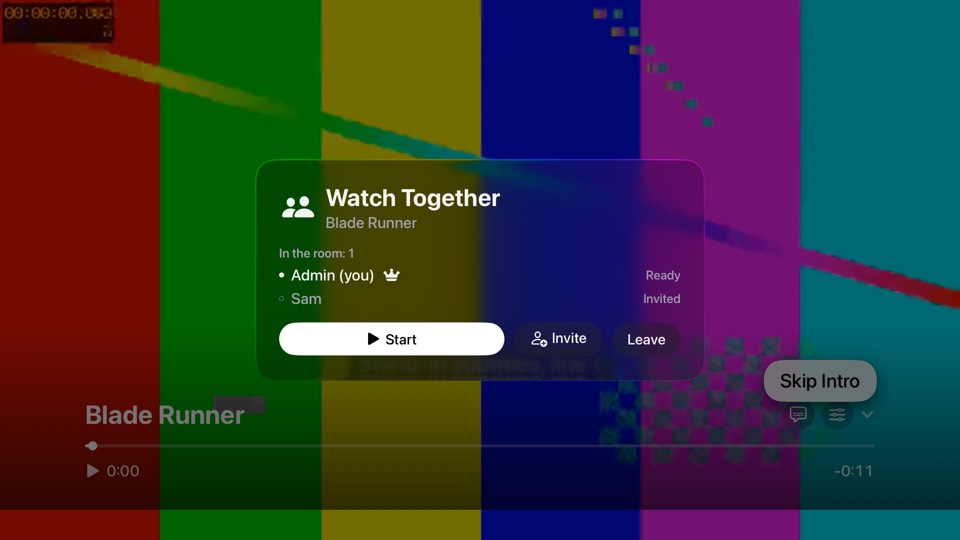 Watch Together
Blade Runner
In the room: 1
Admin (you)
Ready
Sam
Invited
Start
Invite
Leave
Skip Intro
Blade Runner
0:00
-0:11